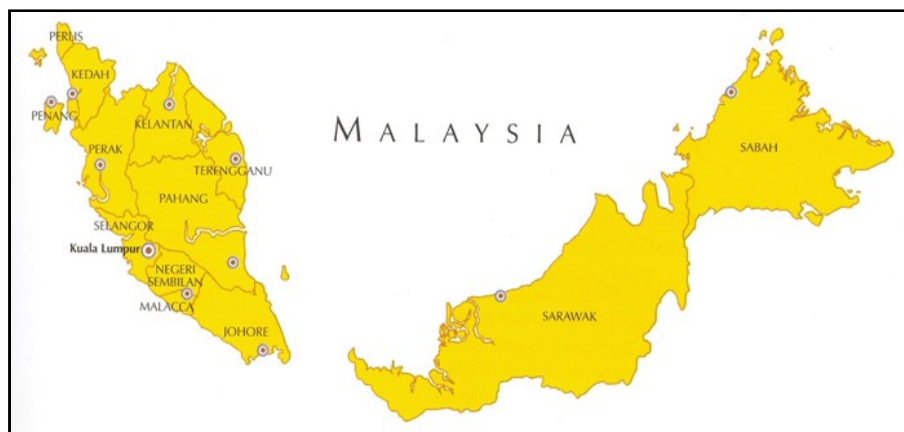 PERLIS
KEDAH
PENANG
KELANTAN
MALAYSIA
PERAK
TERENGGANU
SABAH
PAHANG
SELANGOR
Kuala Lumpur
NEGERI
SEMBILAN
MALACCA
SARAWAK
JOHORE